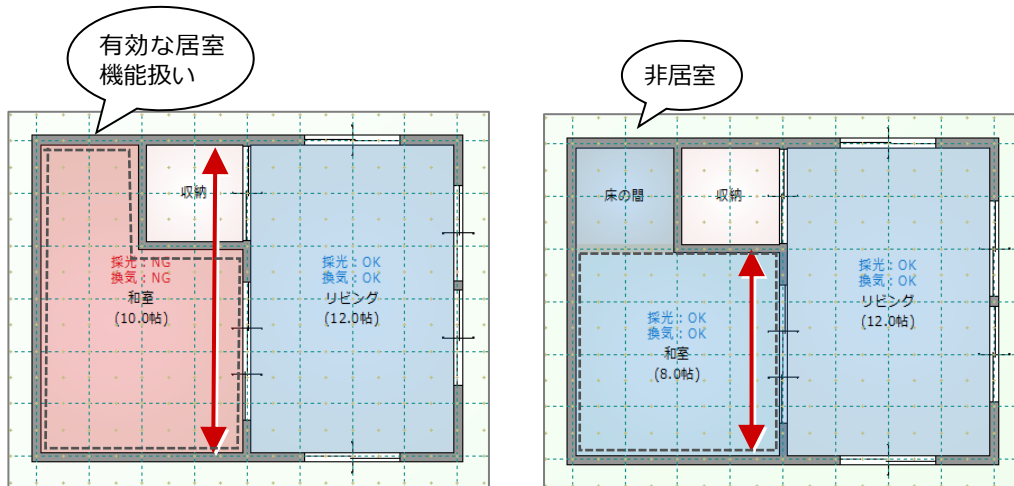 有効な居室
機能扱い
収納
採光：NG
換気：NG
和室
(10.0帖)
採光：OK
換気：OK
リビング
(12.0帖)
非居室
床の間
収納
採光：OK
換気：OK
和室
(8.0帖)
採光：OK
換気：OK
リビング
(12.0帖)